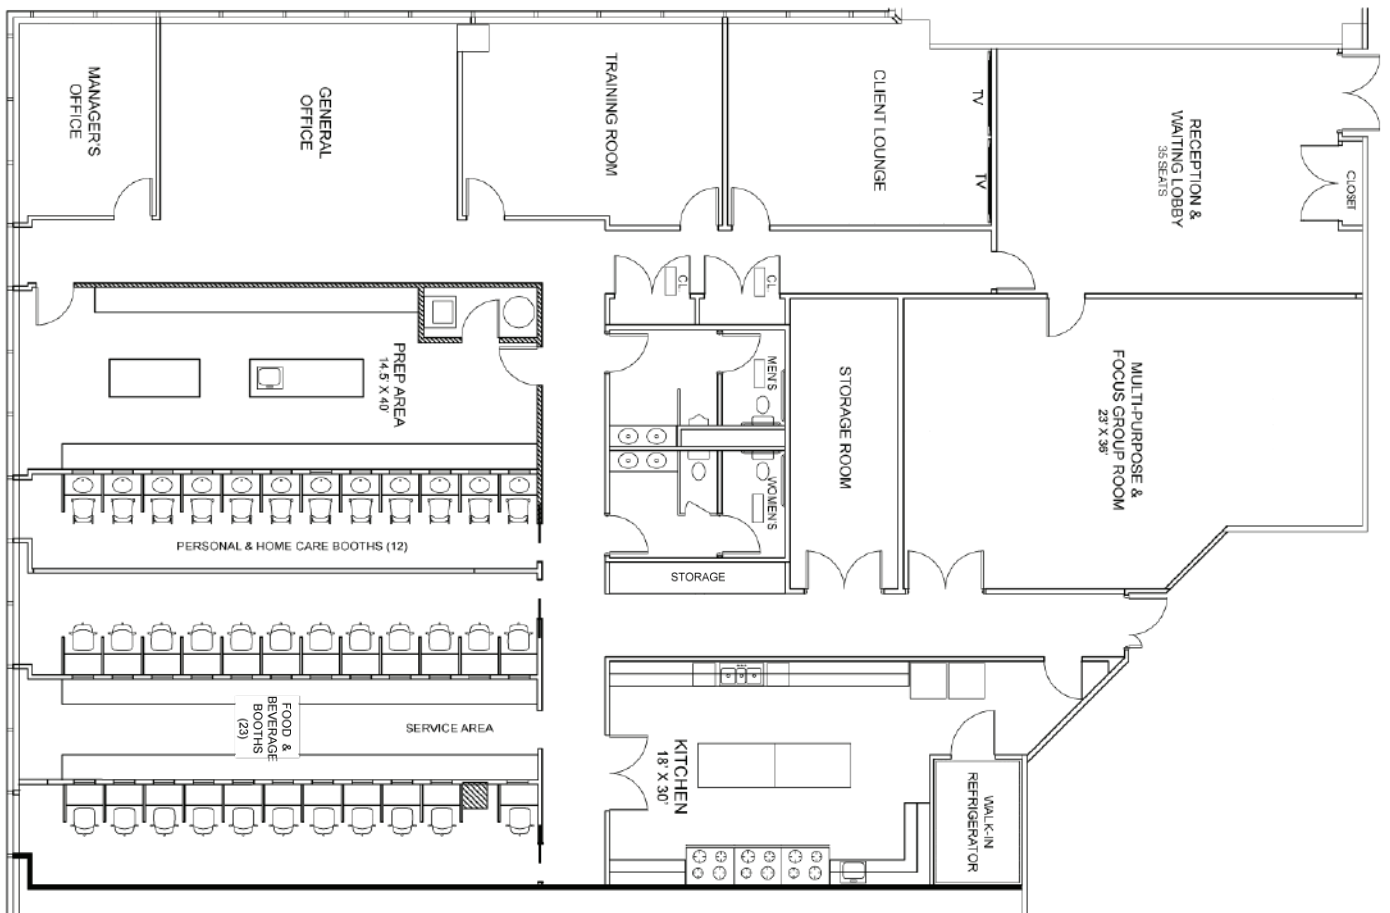 MANAGER'S
OFFICE
GENERAL
OFFICE
TRAINING ROOM
CLIENT LOUNGE
TV
TV
RECEPTION &
WAITING LOBBY
35 SEATS
CLOSET
CL
CL
PREP AREA
14.5' X 40'
MEN'S
WOMEN'S
STORAGE ROOM
MULTI-PURPOSE &
FOCUS GROUP ROOM
23' X 36'
PERSONAL & HOME CARE BOOTHS (12)
STORAGE
FOOD &
BEVERAGE
BOOTHS
(23)
SERVICE AREA
KITCHEN
18' X 30'
WALK-IN
REFRIGERATOR